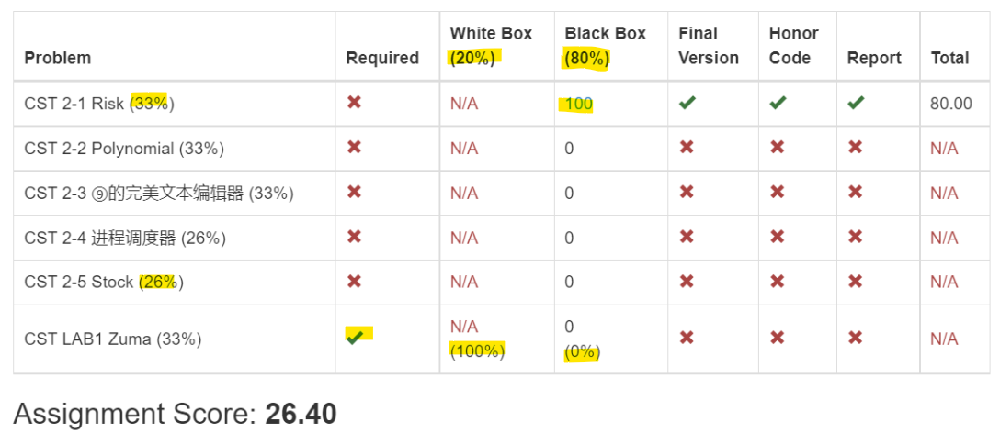 Problem Required White Box (20%) Black Box (80%) Final Version Honor Code Report Total
CST 2-1 Risk (33%) N/A 100 80.00
CST 2-2 Polynomial (33%) N/A 0 N/A
CST 2-3 ⑨的完美文本编辑器 (33%) N/A 0 N/A
CST 2-4 进程调度器 (26%) N/A 0 N/A
CST 2-5 Stock (26%) N/A 0 N/A
CST LAB1 Zuma (33%) N/A (100%) 0 (0%) N/A
Assignment Score: 26.40